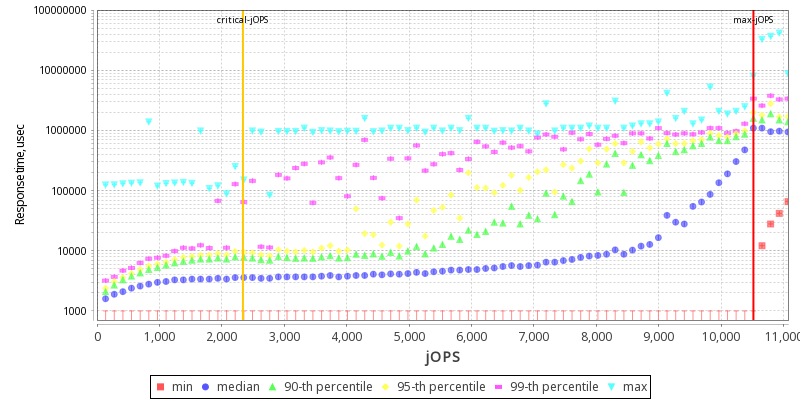 critical-jOPS
max-jOPS
100000000
10000000
1000000
100000
10000
1000
Response time, usec
0
1,000
2,000
3,000
4,000
5,000
6,000
7,000
8,000
9,000
10,000
11,000
jOPS
min
median
90-th percentile
95-th percentile
99-th percentile
max